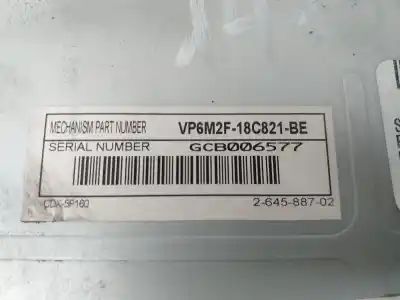 MECHANISM PART NUMBER VP6M2F-18C821-BE
SERIAL NUMBER GCB006577
CDX-5P160 2-645-887-02